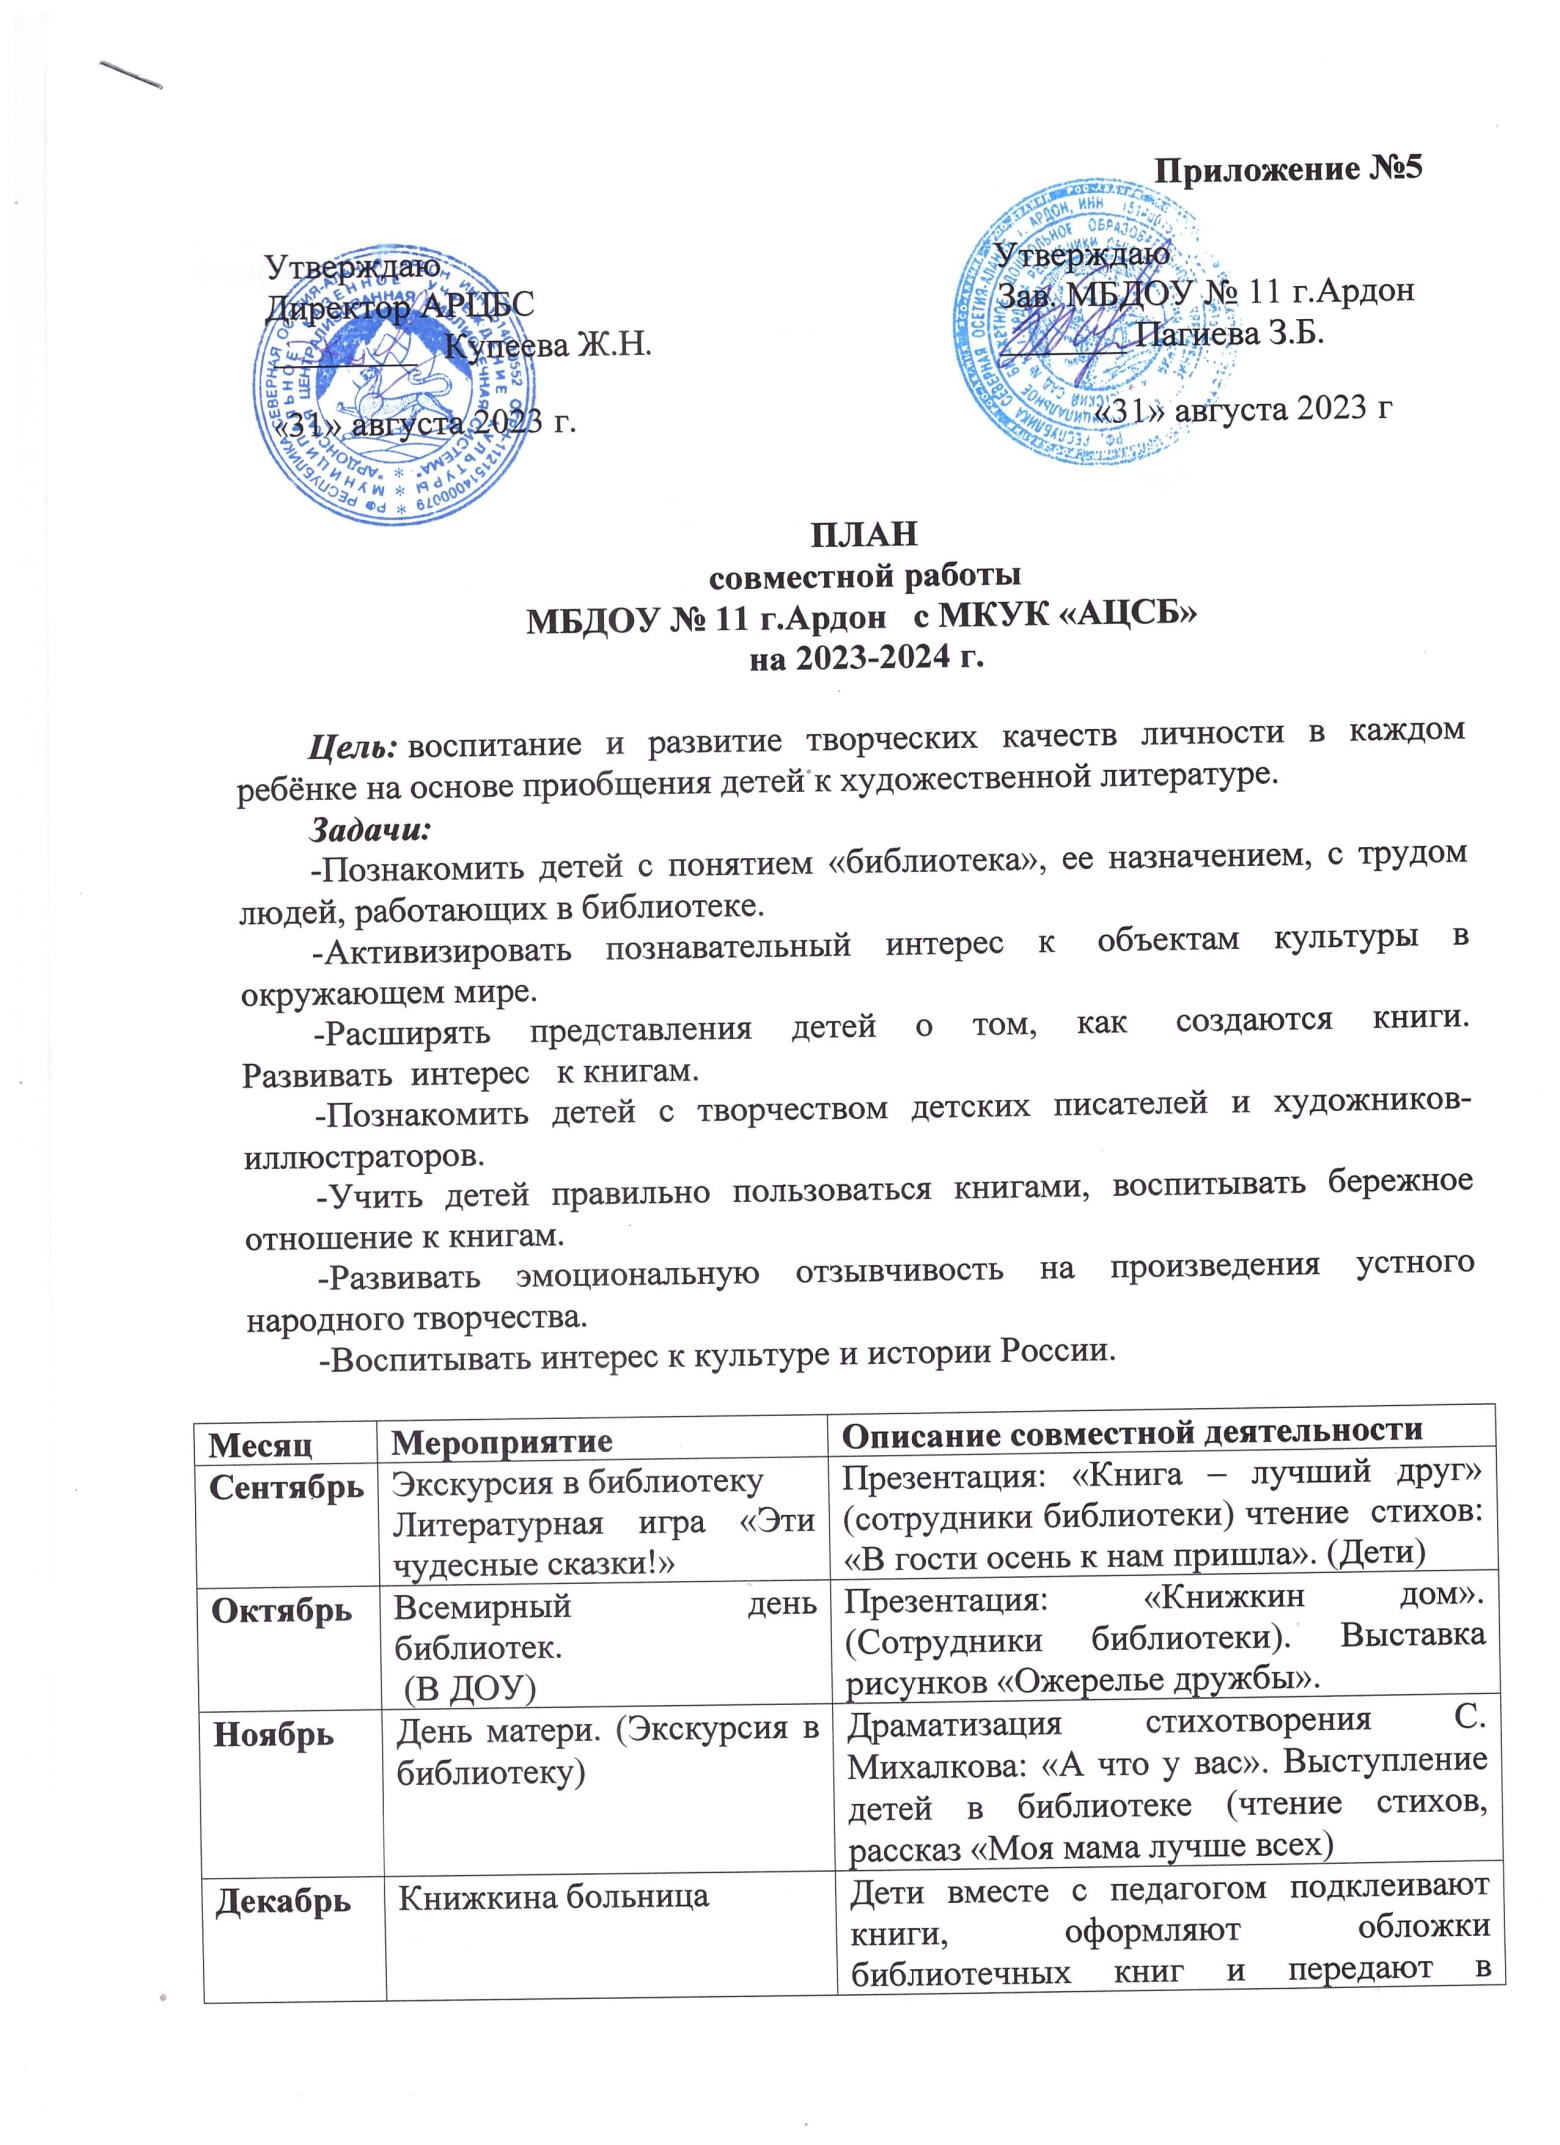 Приложение №5
Утверждаю
Директор АРЦБС
Купеева Ж.Н.
«31» августа 2023 г.
Утверждаю
Зав. МБДОУ № 11 г.Ардон
Пагиева З.Б.
«31» августа 2023 г
ПЛАН
совместной работы
МБДОУ № 11 г.Ардон с МКУК «АЦСБ»
на 2023-2024 г.
Цель: воспитание и развитие творческих качеств личности в каждом
ребёнке на основе приобщения детей к художественной литературе.
Задачи:
-Познакомить детей с понятием «библиотека», ее назначением, с трудом
людей, работающих в библиотеке.
-Активизировать познавательный интерес к объектам культуры в
окружающем мире.
-Расширять представления детей о том, как создаются книги.
Развивать интерес к книгам.
-Познакомить детей с творчеством детских писателей и художников-
иллюстраторов.
-Учить детей правильно пользоваться книгами, воспитывать бережное
отношение к книгам.
-Развивать эмоциональную отзывчивость на произведения устного
народного творчества.
-Воспитывать интерес к культуре и истории России.
Месяц Мероприятие Описание совместной деятельности
Сентябрь Экскурсия в библиотеку Презентация: «Книга – лучший друг»
Литературная игра «Эти (сотрудники библиотеки) чтение стихов:
чудесные сказки!» «В гости осень к нам пришла». (Дети)
Октябрь Всемирный день Презентация: «Книжкин дом».
библиотек. (Сотрудники библиотеки). Выставка
(В ДОУ) рисунков «Ожерелье дружбы».
Ноябрь День матери. (Экскурсия в Драматизация стихотворения С.
библиотеку) Михалкова: «А что у вас». Выступление
детей в библиотеке (чтение стихов,
рассказ «Моя мама лучше всех)
Декабрь Книжкина больница Дети вместе с педагогом подклеивают
книги, оформляют обложки
библиотечных книг и передают в